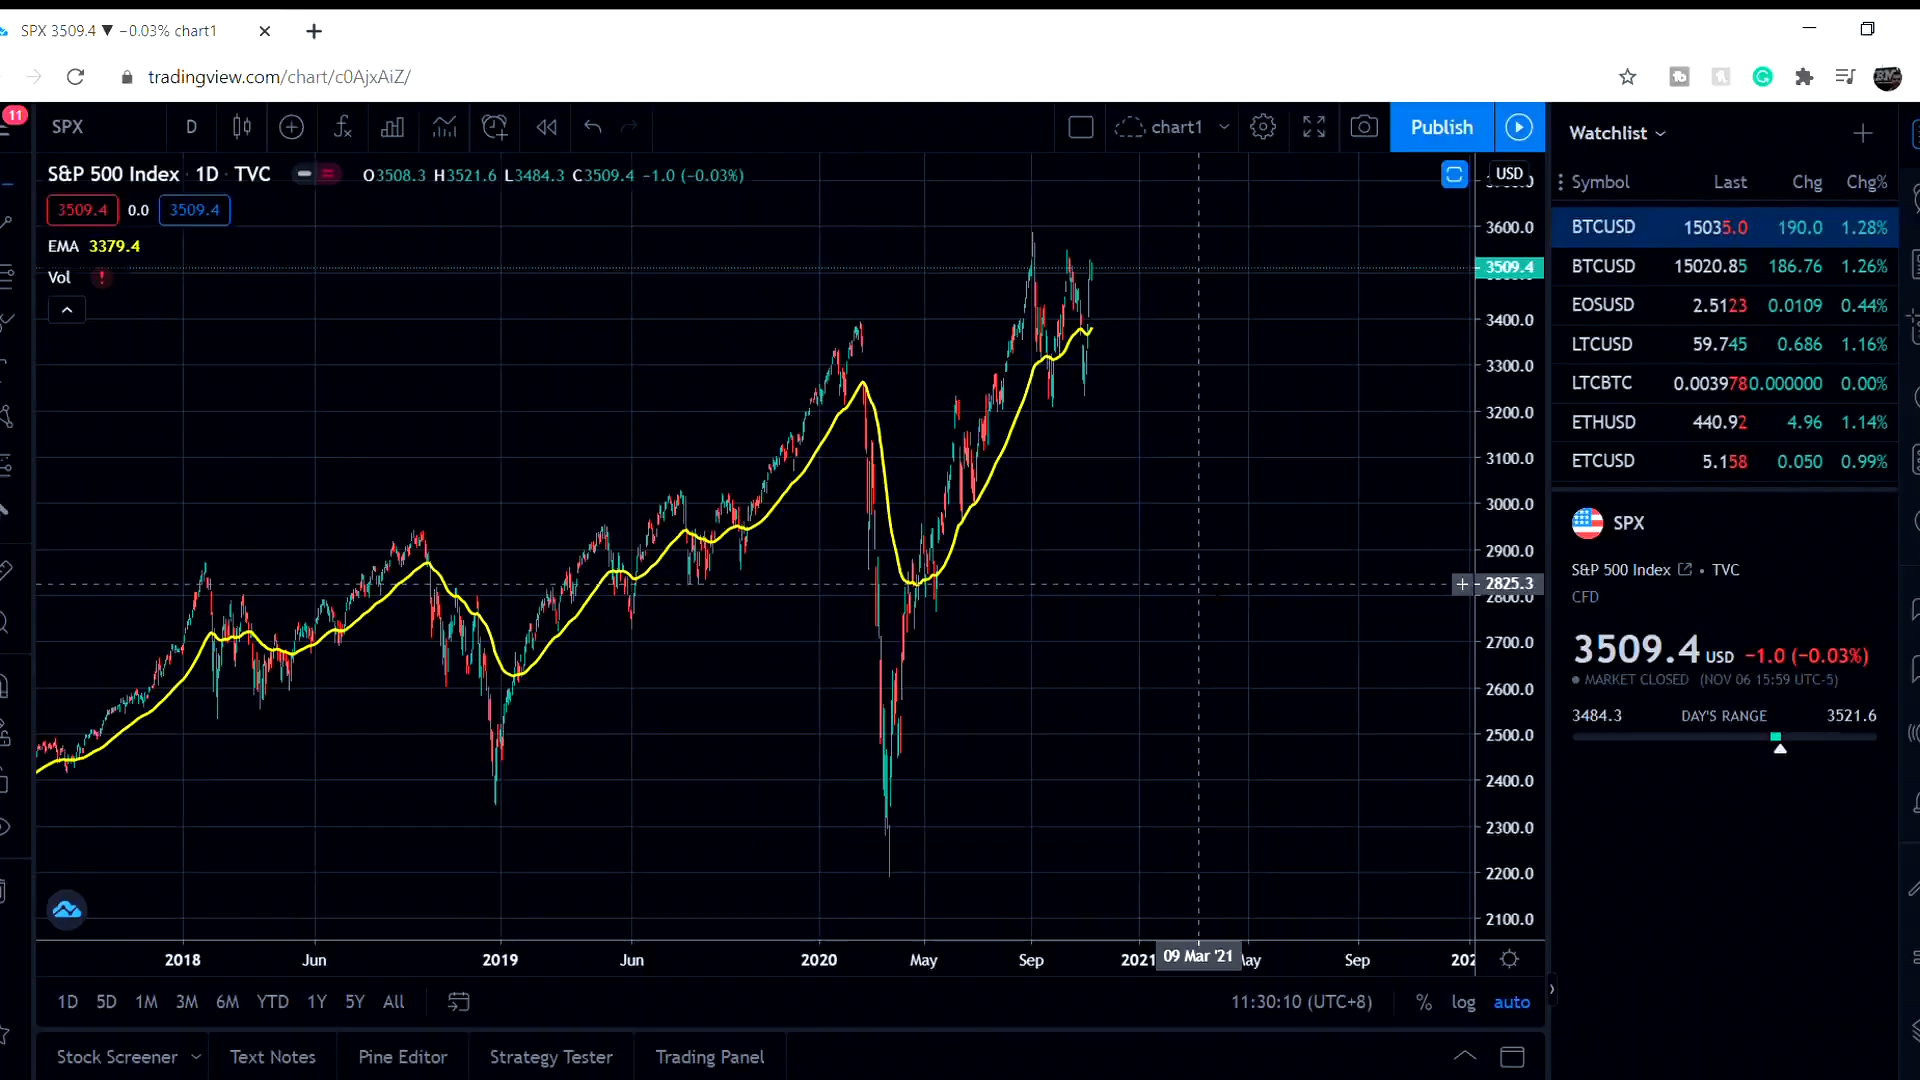 SPX 3509.4 ▼ −0.03% chart1
tradingview.com/chart/c0AjxAiZ/
11
SPX D chart1 Publish
S&P 500 Index 1D TVC O3508.3 H3521.6 L3484.3 C3509.4 −1.0 (−0.03%)
USD
3509.4 0.0 3509.4
EMA 3379.4
Vol !
3600.0
3509.4
3400.0
3300.0
3200.0
3100.0
3000.0
2900.0
2825.3
2800.0
2700.0
2600.0
2500.0
2400.0
2300.0
2200.0
2100.0
2018 Jun 2019 Jun 2020 May Sep 2021 09 Mar '21 Sep
1D 5D 1M 3M 6M YTD 1Y 5Y All 11:30:10 (UTC+8) % log auto
Stock Screener Text Notes Pine Editor Strategy Tester Trading Panel
Watchlist
Symbol Last Chg Chg%
BTCUSD 15035.0 190.0 1.28%
BTCUSD 15020.85 186.76 1.26%
EOSUSD 2.5123 0.0109 0.44%
LTCUSD 59.745 0.686 1.16%
LTCBTC 0.003978 0.000000 0.00%
ETHUSD 440.92 4.96 1.14%
ETCUSD 5.158 0.050 0.99%
SPX
S&P 500 Index • TVC
CFD
3509.4 USD −1.0 (−0.03%)
MARKET CLOSED (NOV 06 15:59 UTC-5)
3484.3 DAY'S RANGE 3521.6